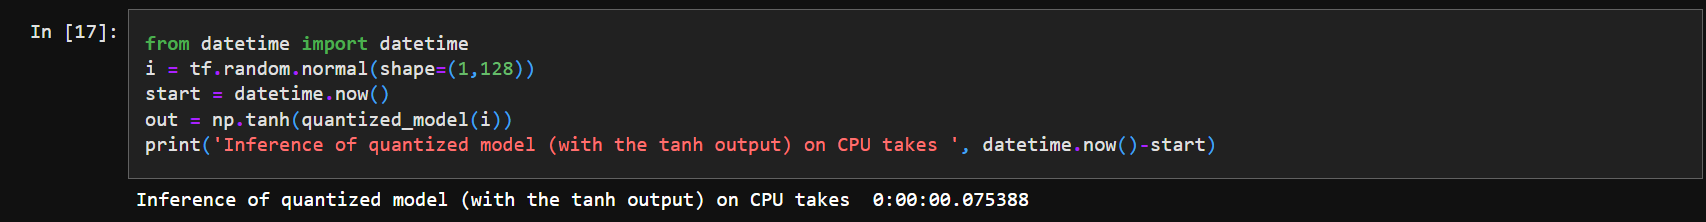 In [17]:
from datetime import datetime
i = tf.random.normal(shape=(1,128))
start = datetime.now()
out = np.tanh(quantized_model(i))
print('Inference of quantized model (with the tanh output) on CPU takes ', datetime.now()-start)
Inference of quantized model (with the tanh output) on CPU takes  0:00:00.075388